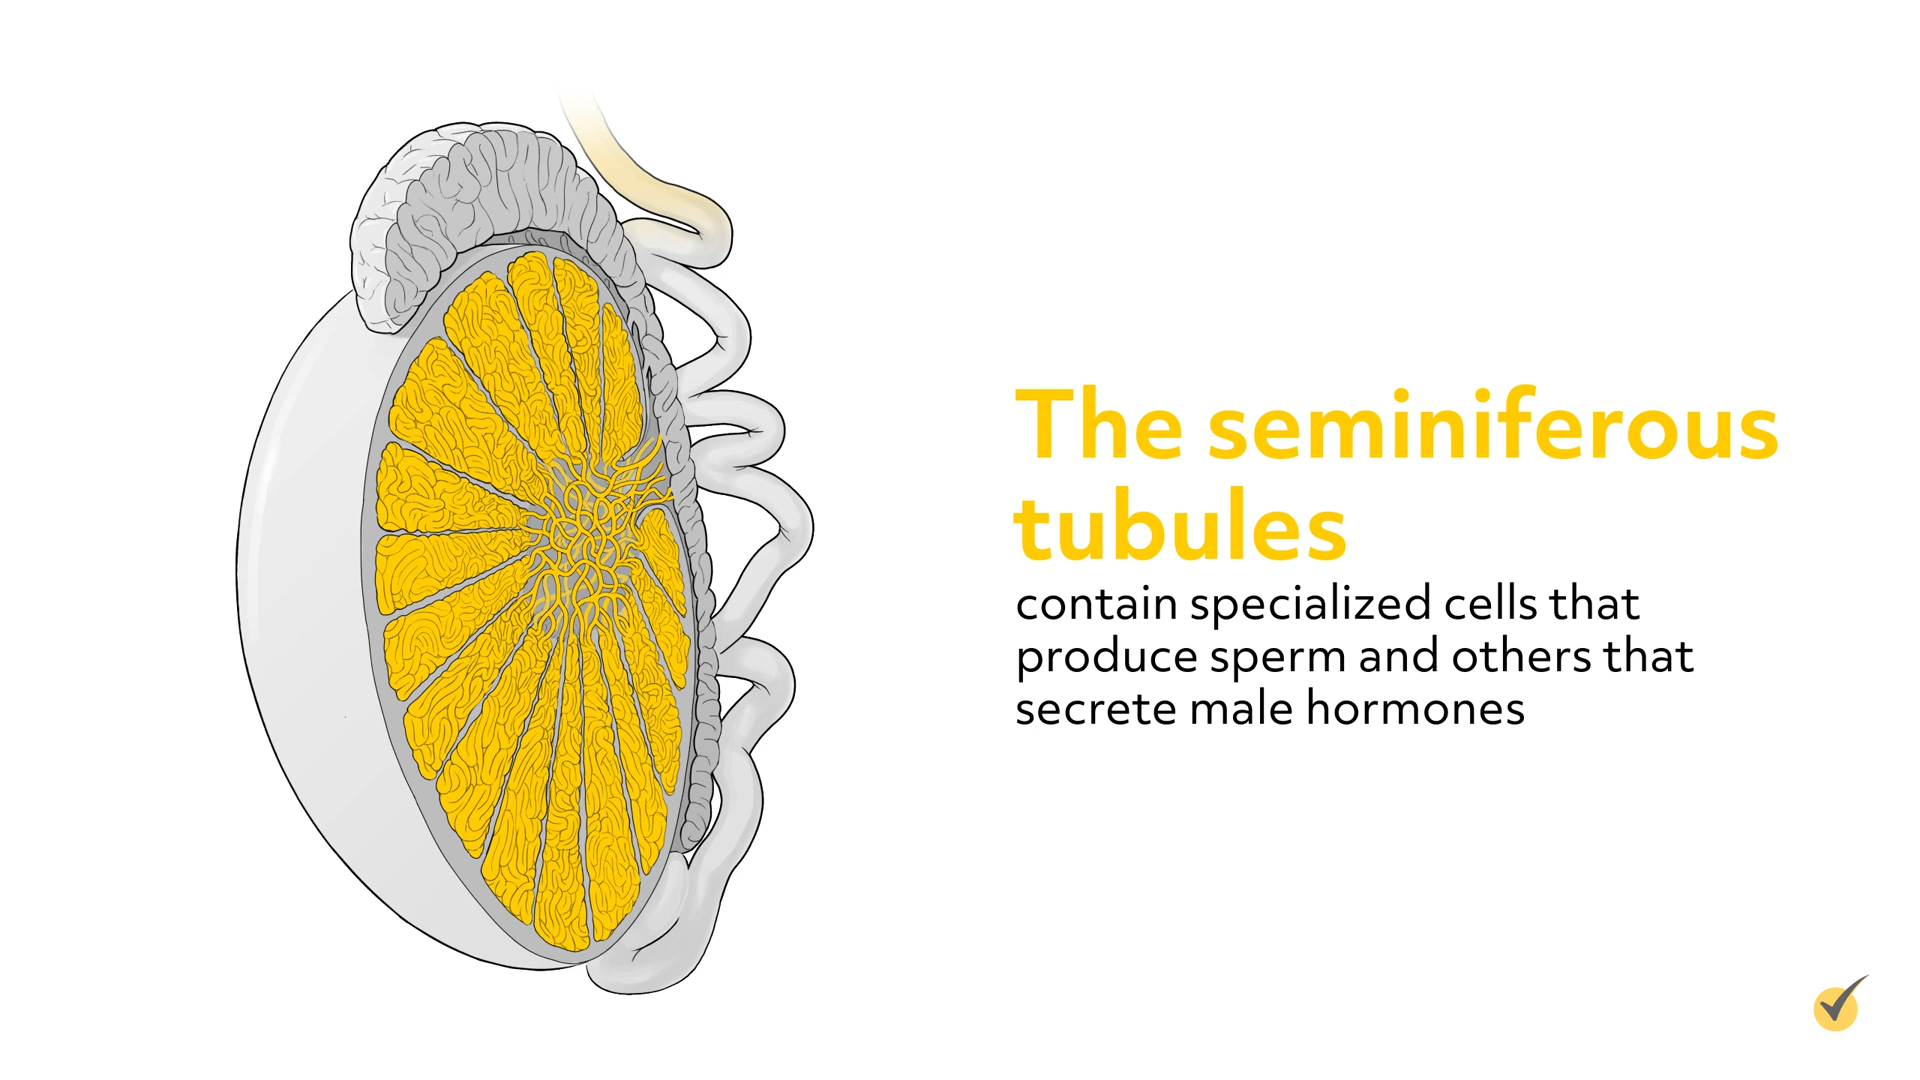 The seminiferous
tubules
contain specialized cells that
produce sperm and others that
secrete male hormones